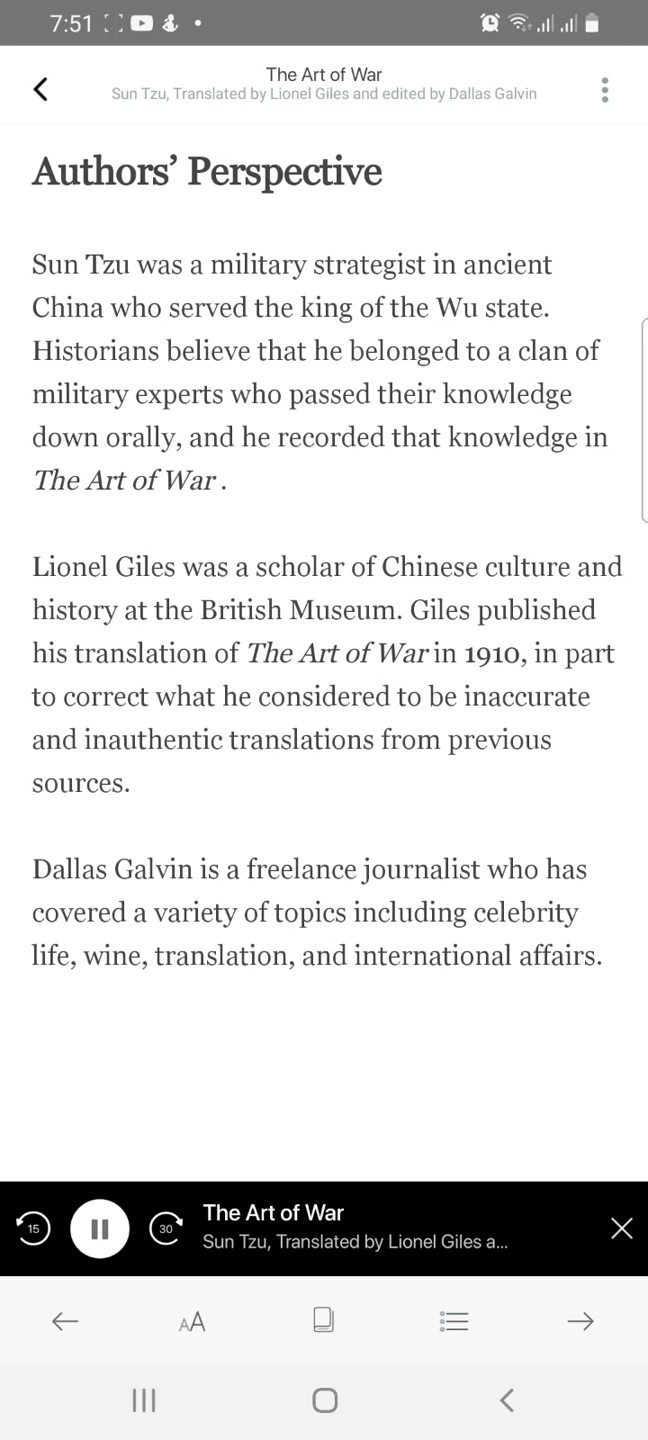 7:51
The Art of War
Sun Tzu, Translated by Lionel Giles and edited by Dallas Galvin
Authors’ Perspective
Sun Tzu was a military strategist in ancient
China who served the king of the Wu state.
Historians believe that he belonged to a clan of
military experts who passed their knowledge
down orally, and he recorded that knowledge in
The Art of War .
Lionel Giles was a scholar of Chinese culture and
history at the British Museum. Giles published
his translation of The Art of War in 1910, in part
to correct what he considered to be inaccurate
and inauthentic translations from previous
sources.
Dallas Galvin is a freelance journalist who has
covered a variety of topics including celebrity
life, wine, translation, and international affairs.
15
30
The Art of War
Sun Tzu, Translated by Lionel Giles a...
AA